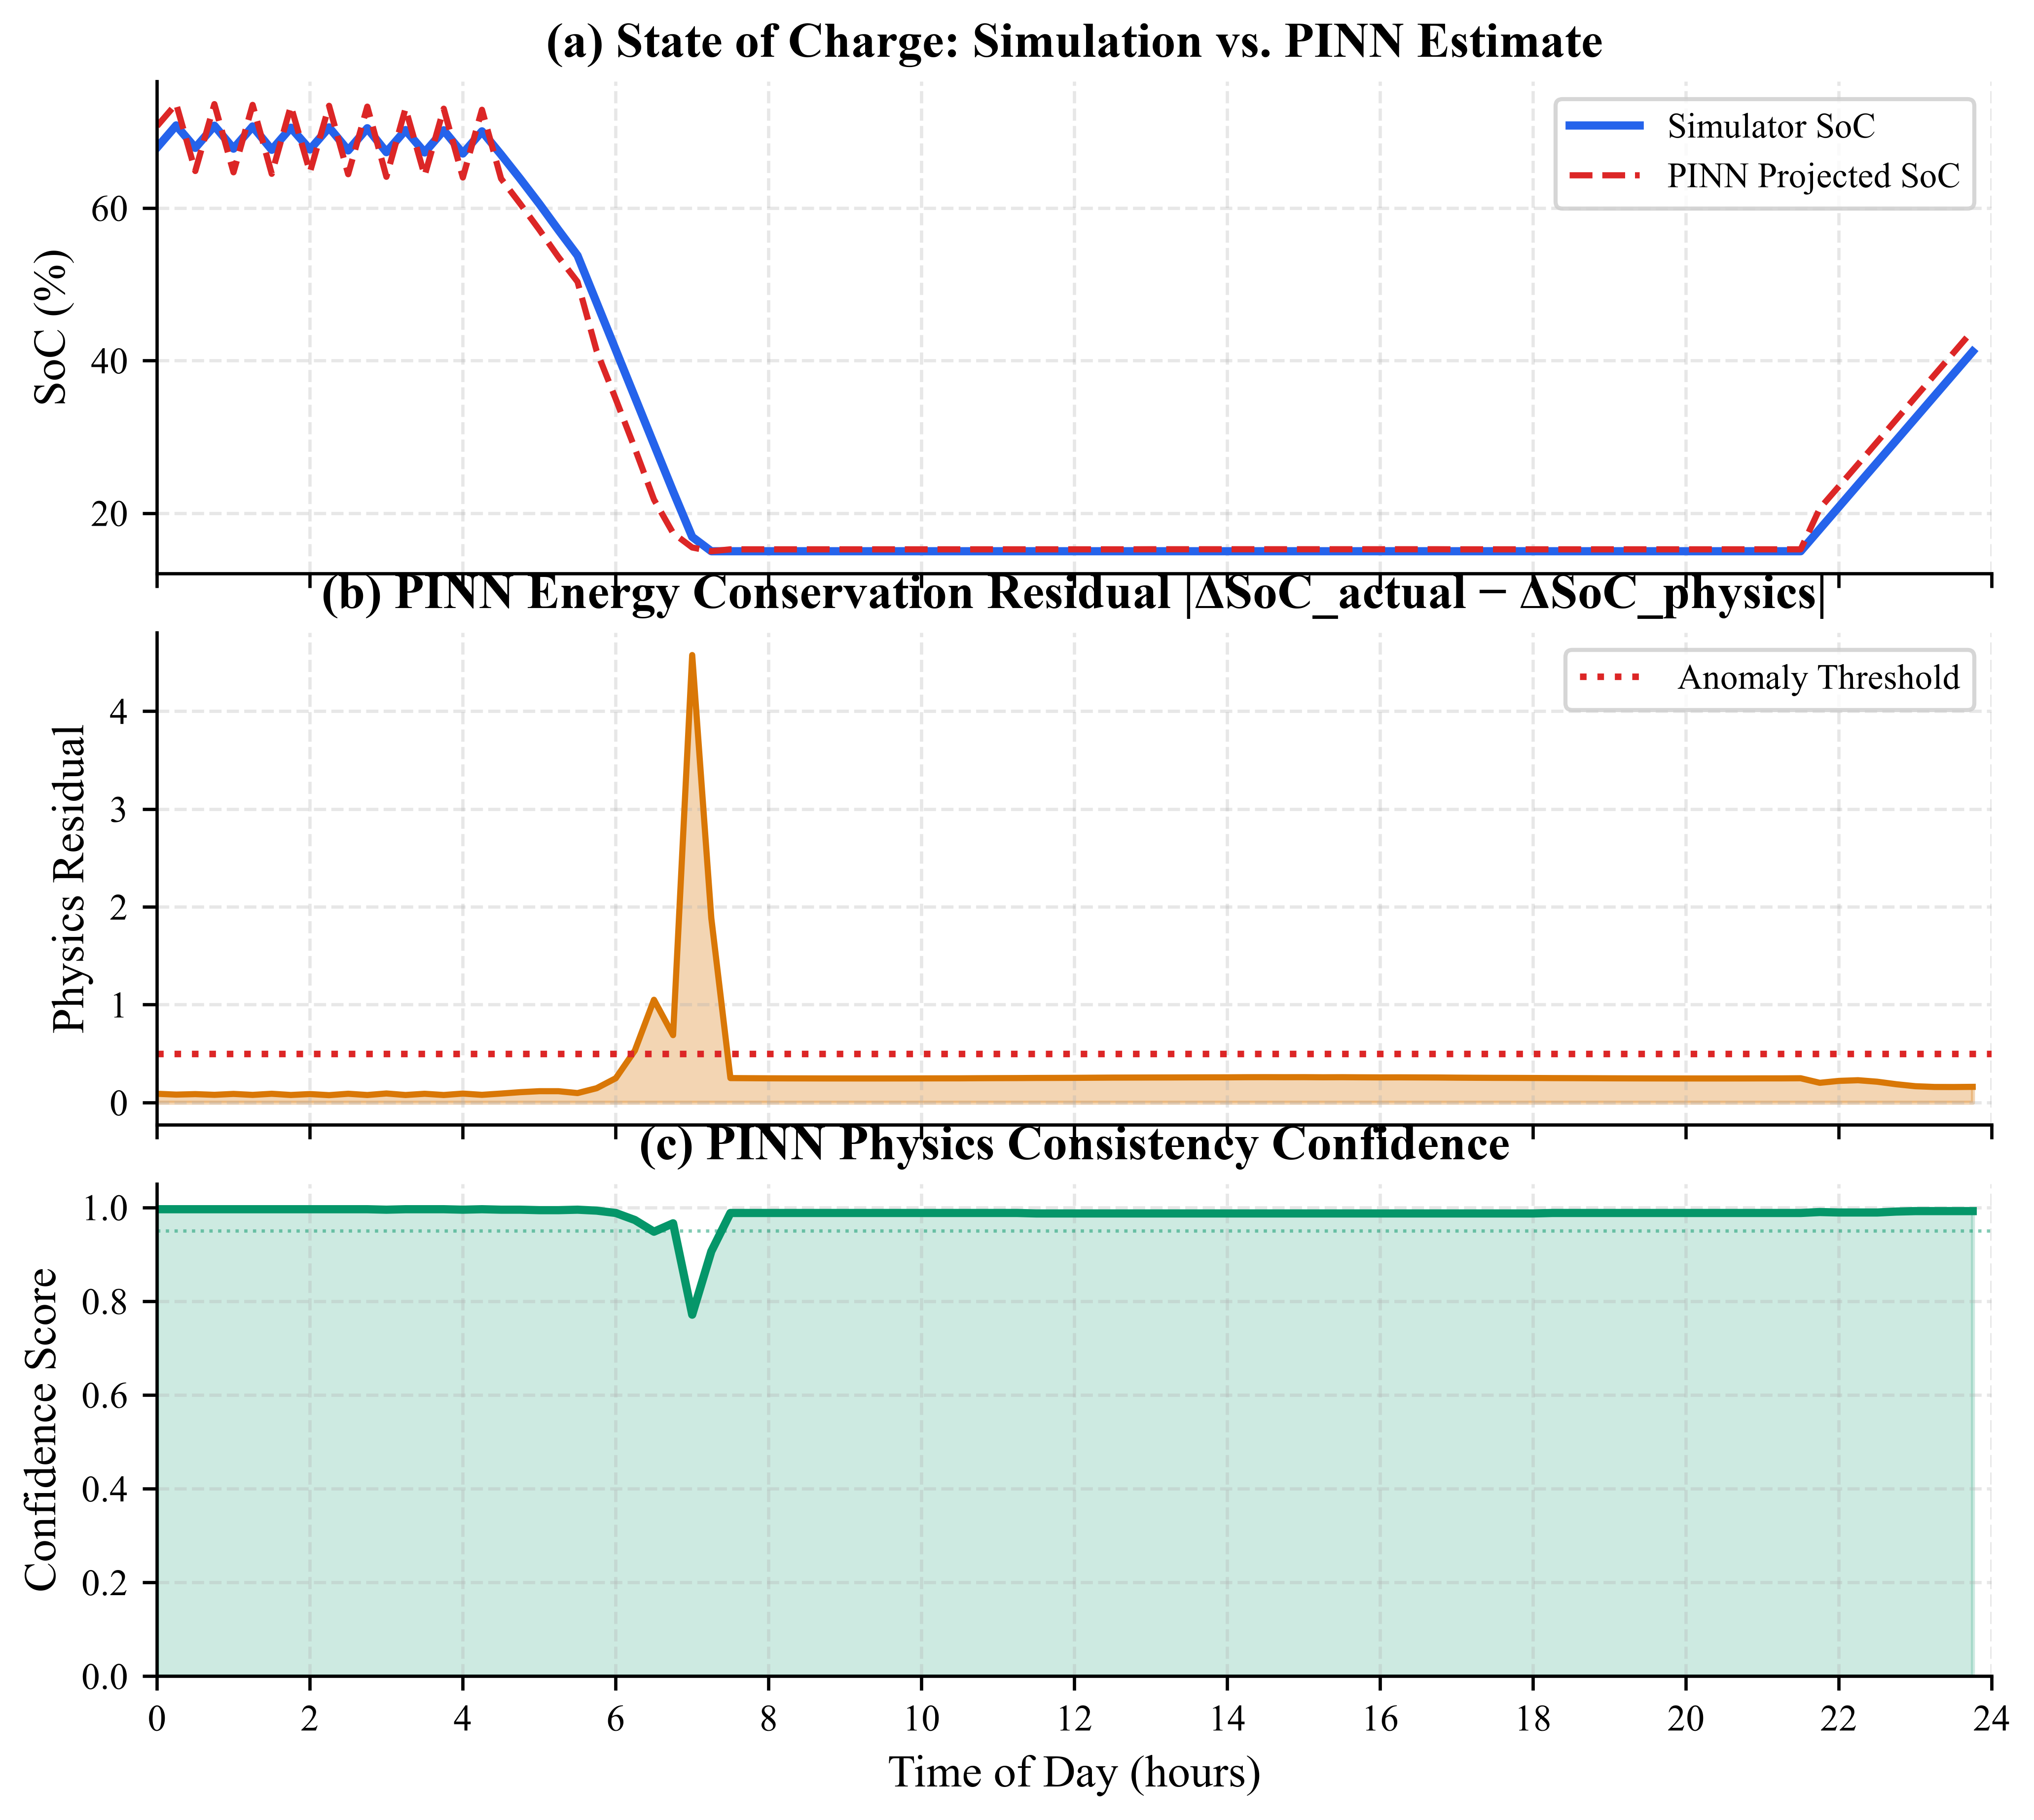 (a) State of Charge: Simulation vs. PINN Estimate
Simulator SoC
PINN Projected SoC
SoC (%)
60
40
20
(b) PINN Energy Conservation Residual |ΔSoC_actual − ΔSoC_physics|
Anomaly Threshold
Physics Residual
4
3
2
1
0
(c) PINN Physics Consistency Confidence
Confidence Score
1.0
0.8
0.6
0.4
0.2
0.0
0 2 4 6 8 10 12 14 16 18 20 22 24
Time of Day (hours)